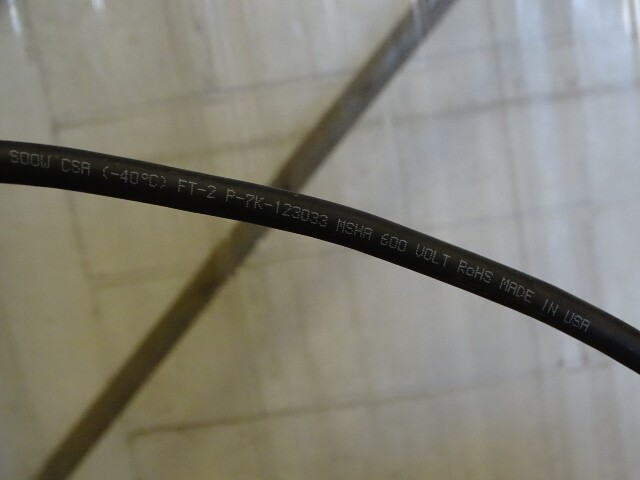 SOOW CSA (-40°C) FT-2 P-7K-123033 MSHA 600 VOLT RoHS MADE IN USA